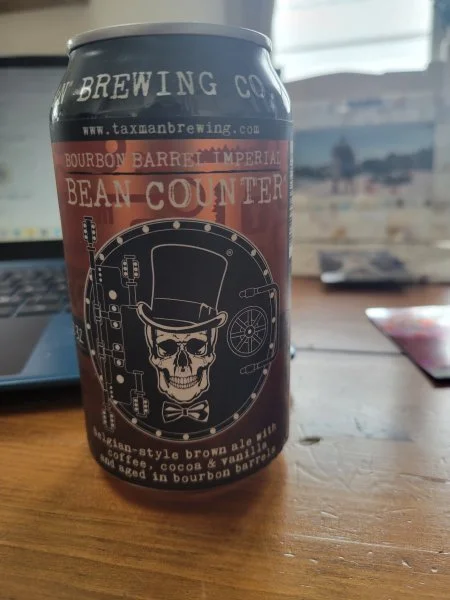 N BREWING CO.
www.taxmanbrewing.com
BOURBON BARREL IMPERIAL
BEAN COUNTER
Belgian-style brown ale with
coffee, cocoa & vanilla
and aged in bourbon barrels